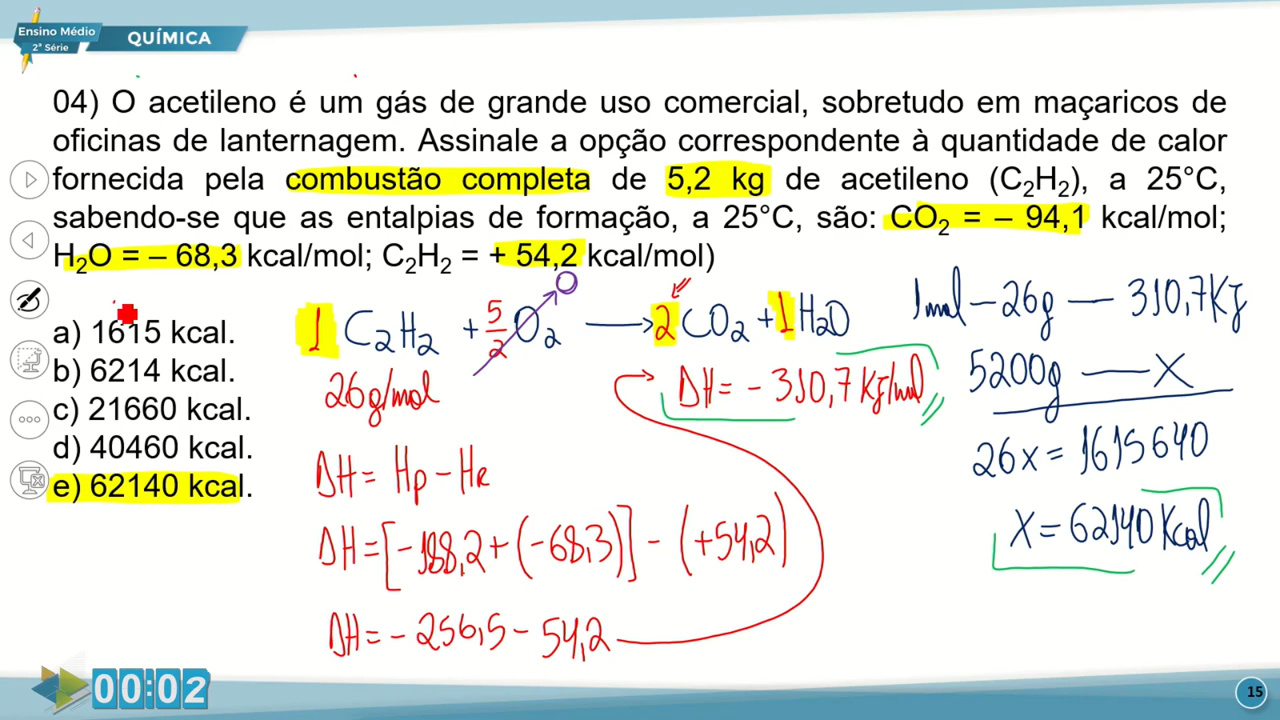 Ensino Médio
2ª Série
QUÍMICA
04) O acetileno é um gás de grande uso comercial, sobretudo em maçaricos de
oficinas de lanternagem. Assinale a opção correspondente à quantidade de calor
fornecida pela combustão completa de 5,2 kg de acetileno (C₂H₂), a 25°C,
sabendo-se que as entalpias de formação, a 25°C, são: CO₂ = – 94,1 kcal/mol;
H₂O = – 68,3 kcal/mol; C₂H₂ = + 54,2 kcal/mol)
a) 1615 kcal.
b) 6214 kcal.
c) 21660 kcal.
d) 40460 kcal.
e) 62140 kcal.
1 C₂H₂ + 5/2 O₂ → 2 CO₂ + 1 H₂O
0
26g/mol
ΔH = - 310,7 KJ/mol
ΔH = Hp - HR
ΔH = [-188,2 + (-68,3)] - (+54,2)
ΔH = - 256,5 - 54,2
1mol - 26g - 310,7KJ
5200g - X
26x = 1615640
X = 62140 Kcal
00:02
15